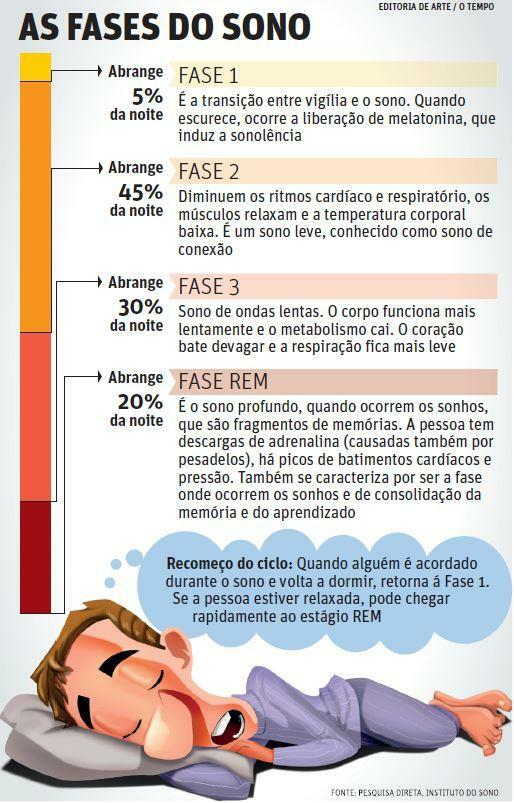 EDITORIA DE ARTE / O TEMPO
AS FASES DO SONO
Abrange
5%
da noite
FASE 1
É a transição entre vigília e o sono. Quando
escurece, ocorre a liberação de melatonina, que
induz a sonolência
Abrange
45%
da noite
FASE 2
Diminuem os ritmos cardíaco e respiratório, os
músculos relaxam e a temperatura corporal
baixa. É um sono leve, conhecido como sono de
conexão
Abrange
30%
da noite
FASE 3
Sono de ondas lentas. O corpo funciona mais
lentamente e o metabolismo cai. O coração
bate devagar e a respiração fica mais leve
Abrange
20%
da noite
FASE REM
É o sono profundo, quando ocorrem os sonhos,
que são fragmentos de memórias. A pessoa tem
descargas de adrenalina (causadas também por
pesadelos), há picos de batimentos cardíacos e
pressão. Também se caracteriza por ser a fase
onde ocorrem os sonhos e de consolidação da
memória e do aprendizado
Recomeço do ciclo: Quando alguém é acordado
durante o sono e volta a dormir, retorna á Fase 1.
Se a pessoa estiver relaxada, pode chegar
rapidamente ao estágio REM
FONTE: PESQUISA DIRETA, INSTITUTO DO SONO